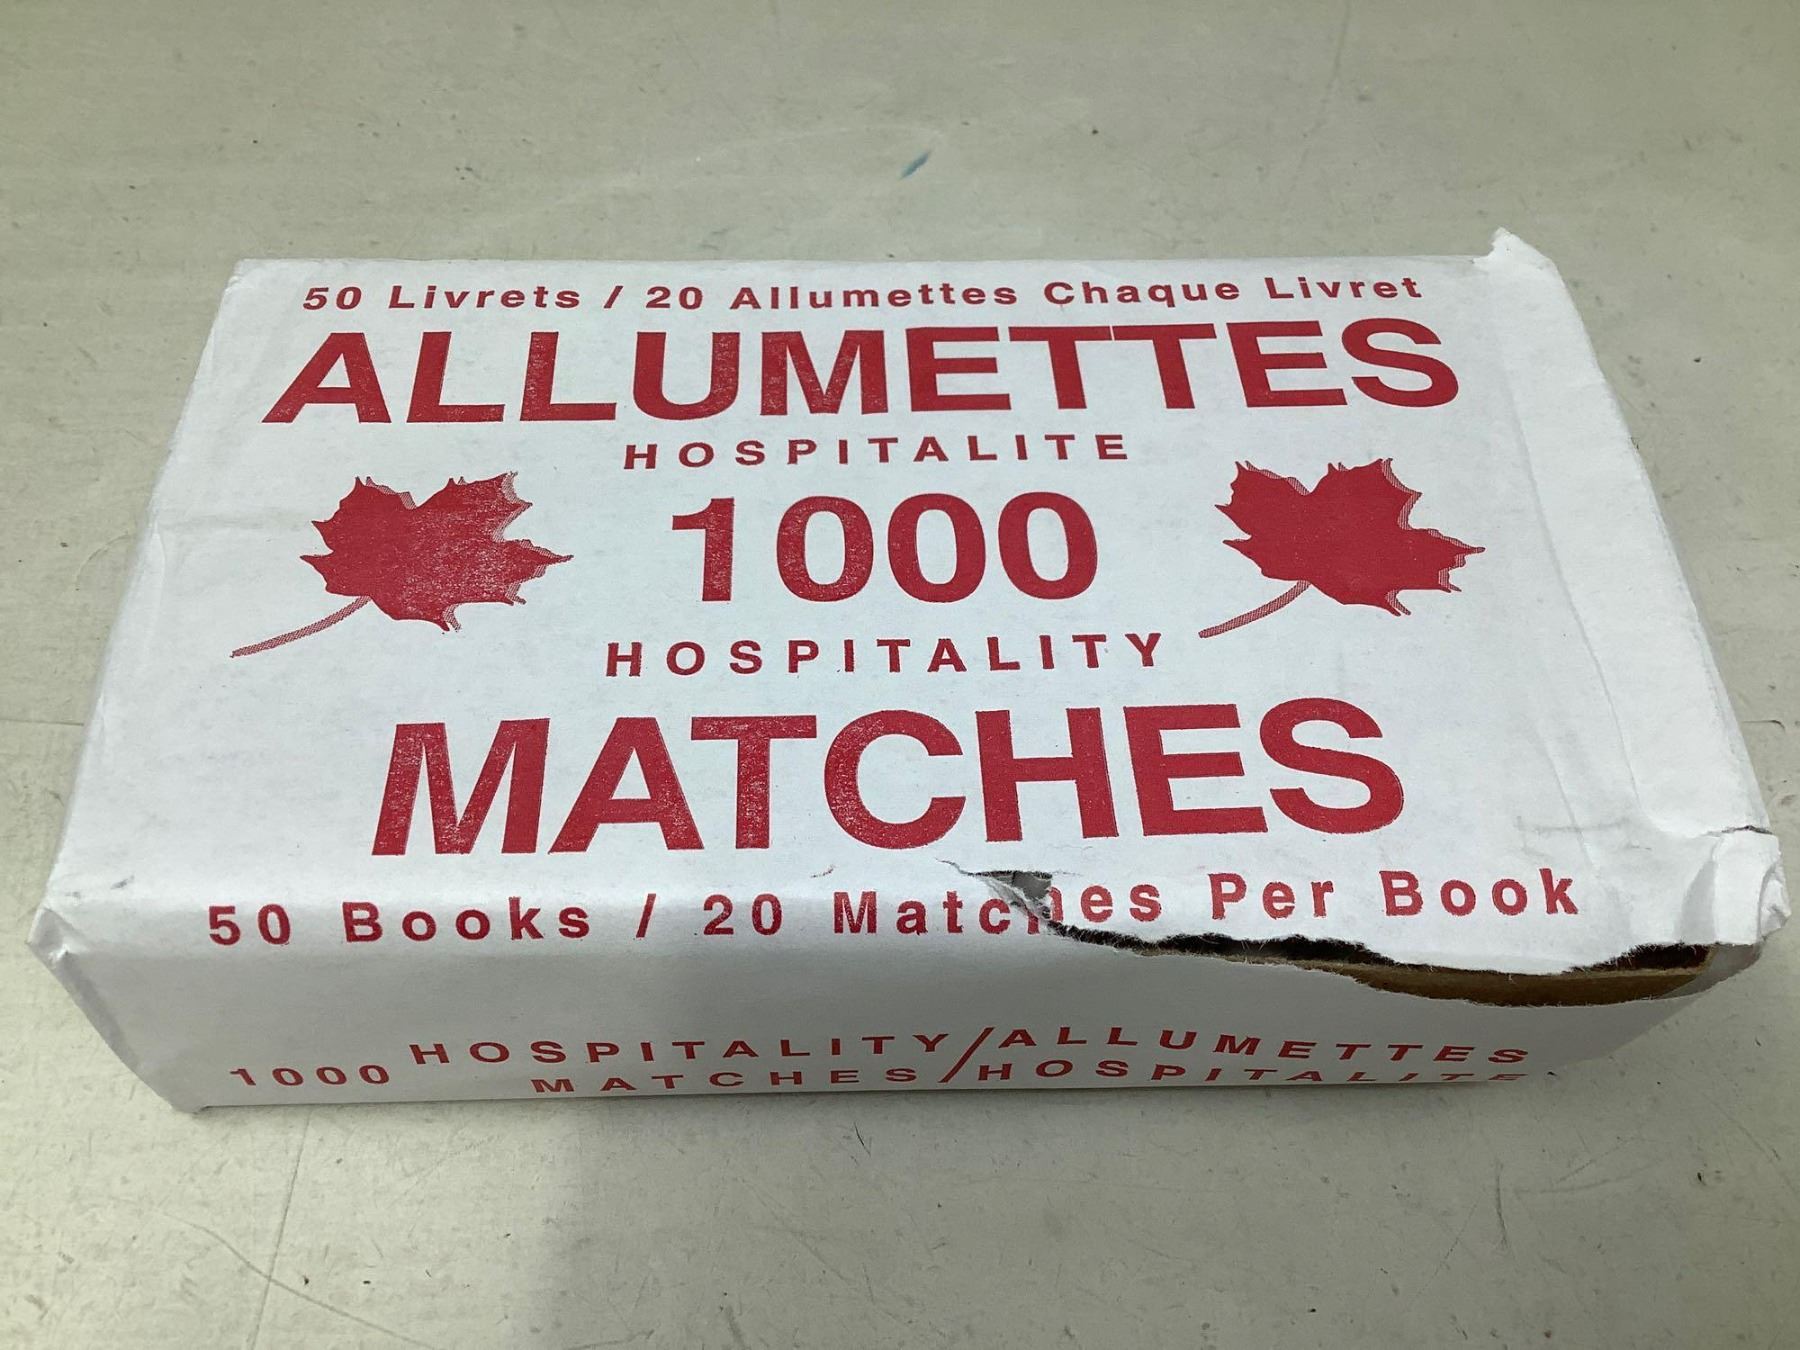 50 Livrets / 20 Allumettes Chaque Livret
ALLUMETTES
HOSPITALITE
1000
HOSPITALITY
MATCHES
50 Books / 20 Matches Per Book
1000 HOSPITALITY/ALLUMETTES
MATCHES/HOSPITALITE